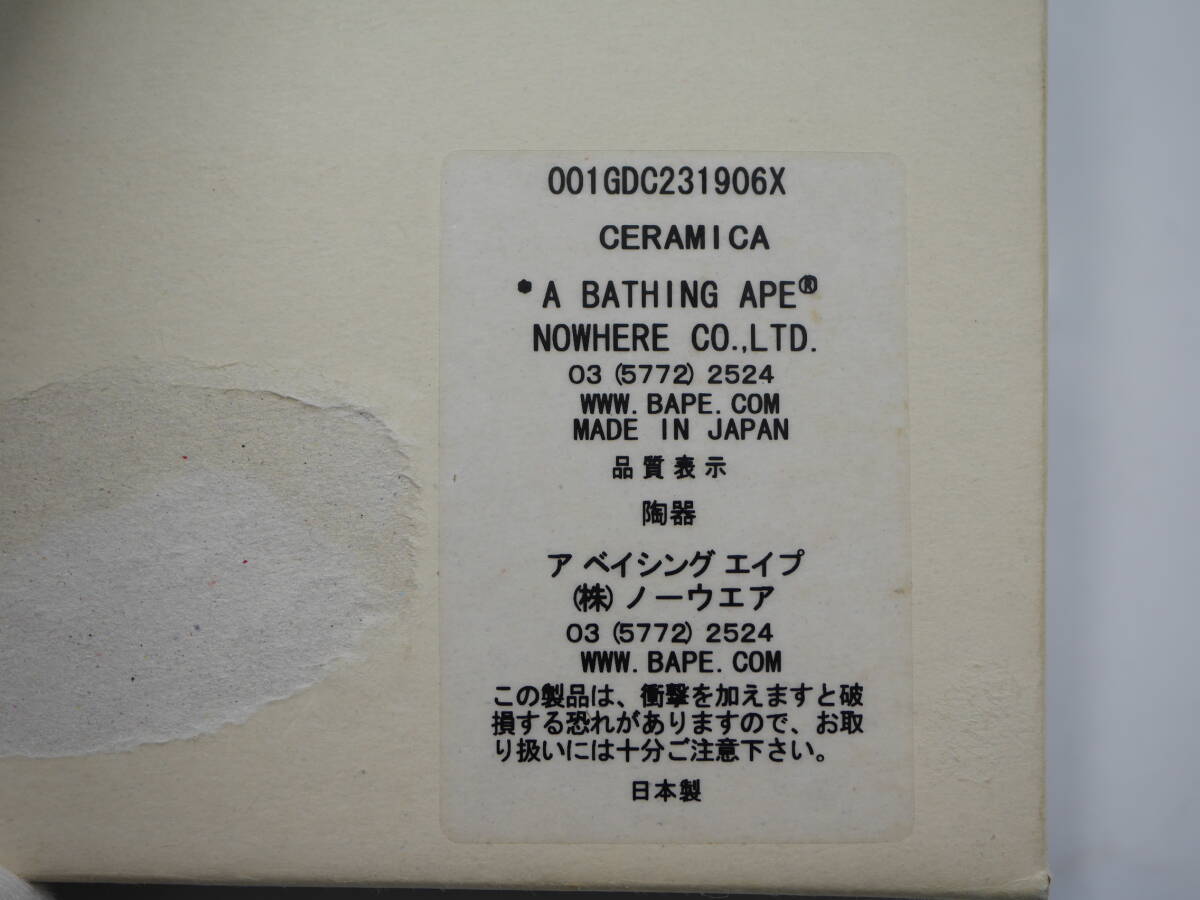 001GDC231906X
CERAMICA
*A BATHING APE®
NOWHERE CO.,LTD.
03 (5772) 2524
WWW.BAPE.COM
MADE IN JAPAN
品質表示
陶器
ア ベイシング エイプ
(株)ノーウエア
03 (5772) 2524
WWW.BAPE.COM
この製品は、衝撃を加えますと破
損する恐れがありますので、お取
り扱いには十分ご注意下さい。
日本製